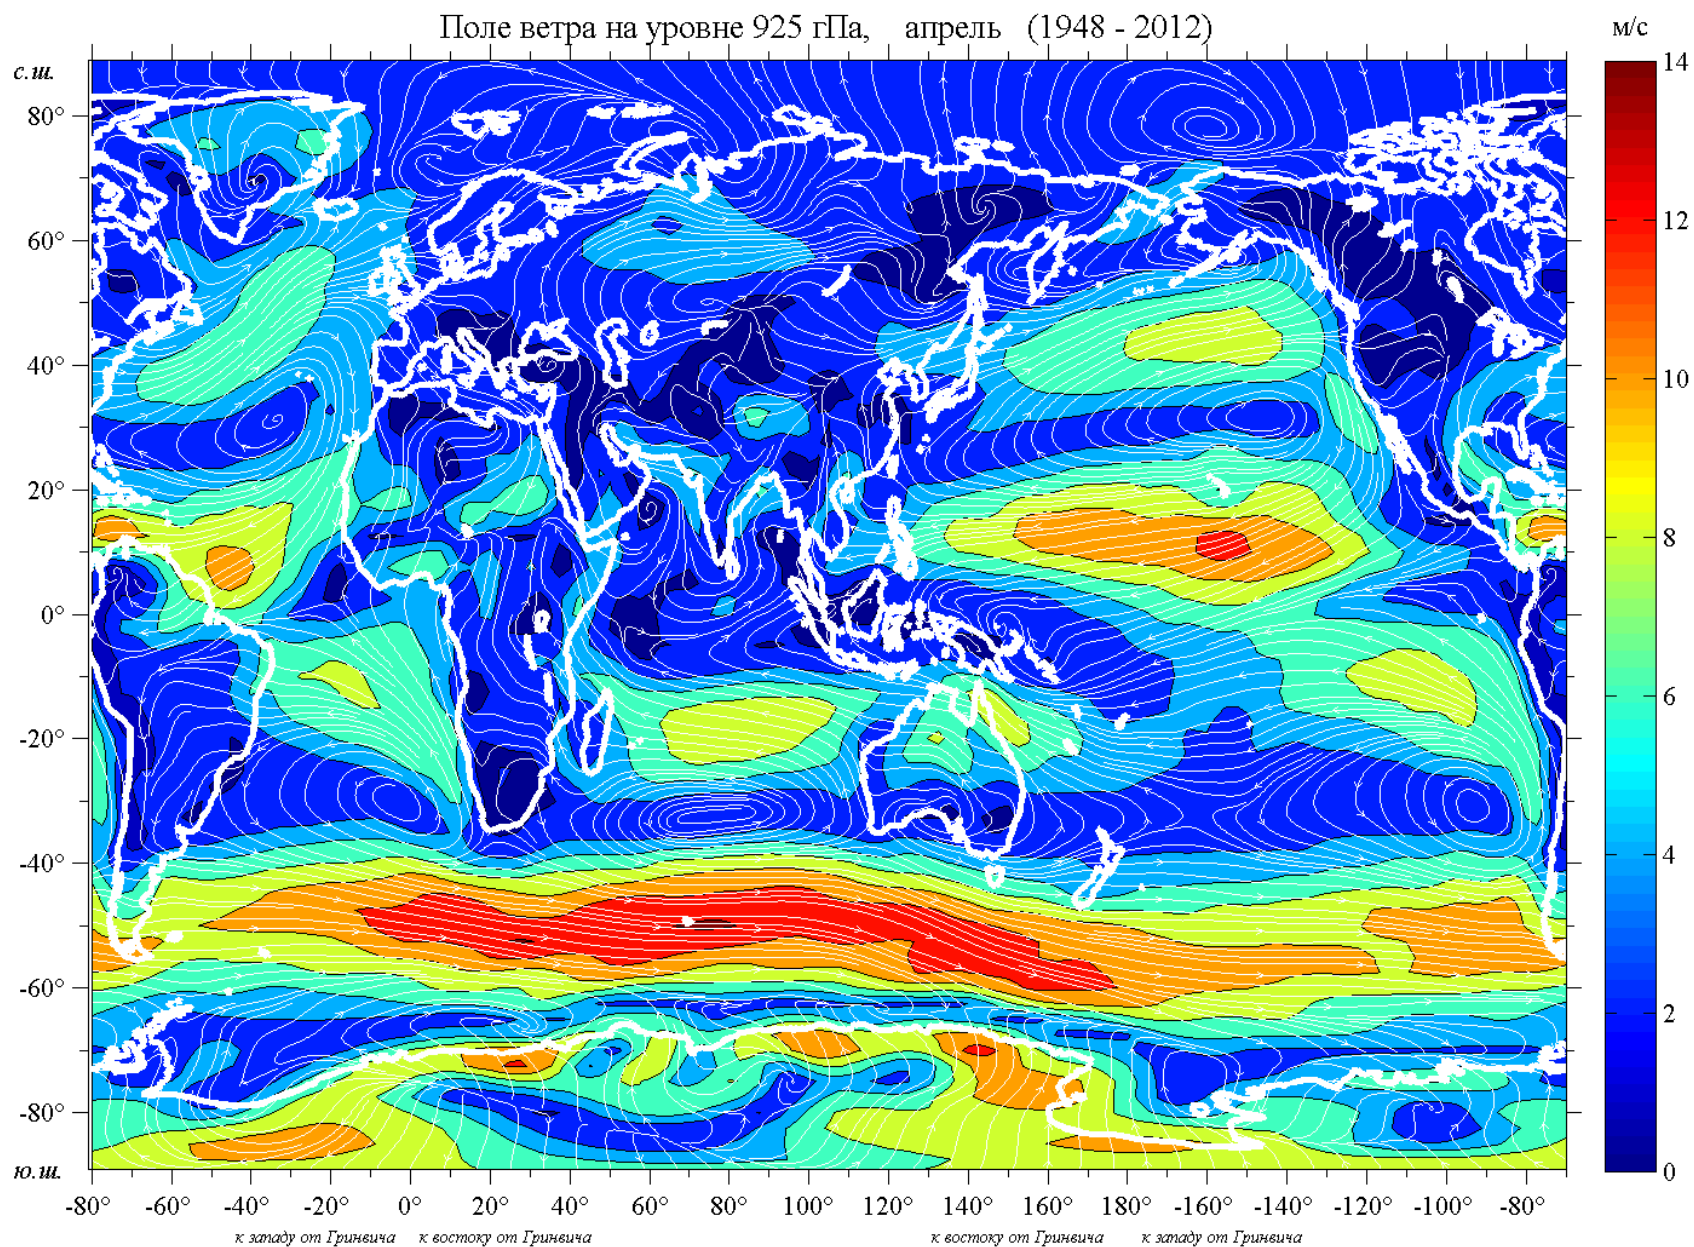 Поле ветра на уровне 925 гПа, апрель (1948 - 2012)
м/с
с.ш.
80°
60°
40°
20°
0°
-20°
-40°
-60°
-80°
ю.ш.
14
12
10
8
6
4
2
0
-80° -60° -40° -20° 0° 20° 40° 60° 80° 100° 120° 140° 160° 180° -160° -140° -120° -100° -80°
к западу от Гринвича к востоку от Гринвича к востоку от Гринвича к западу от Гринвича